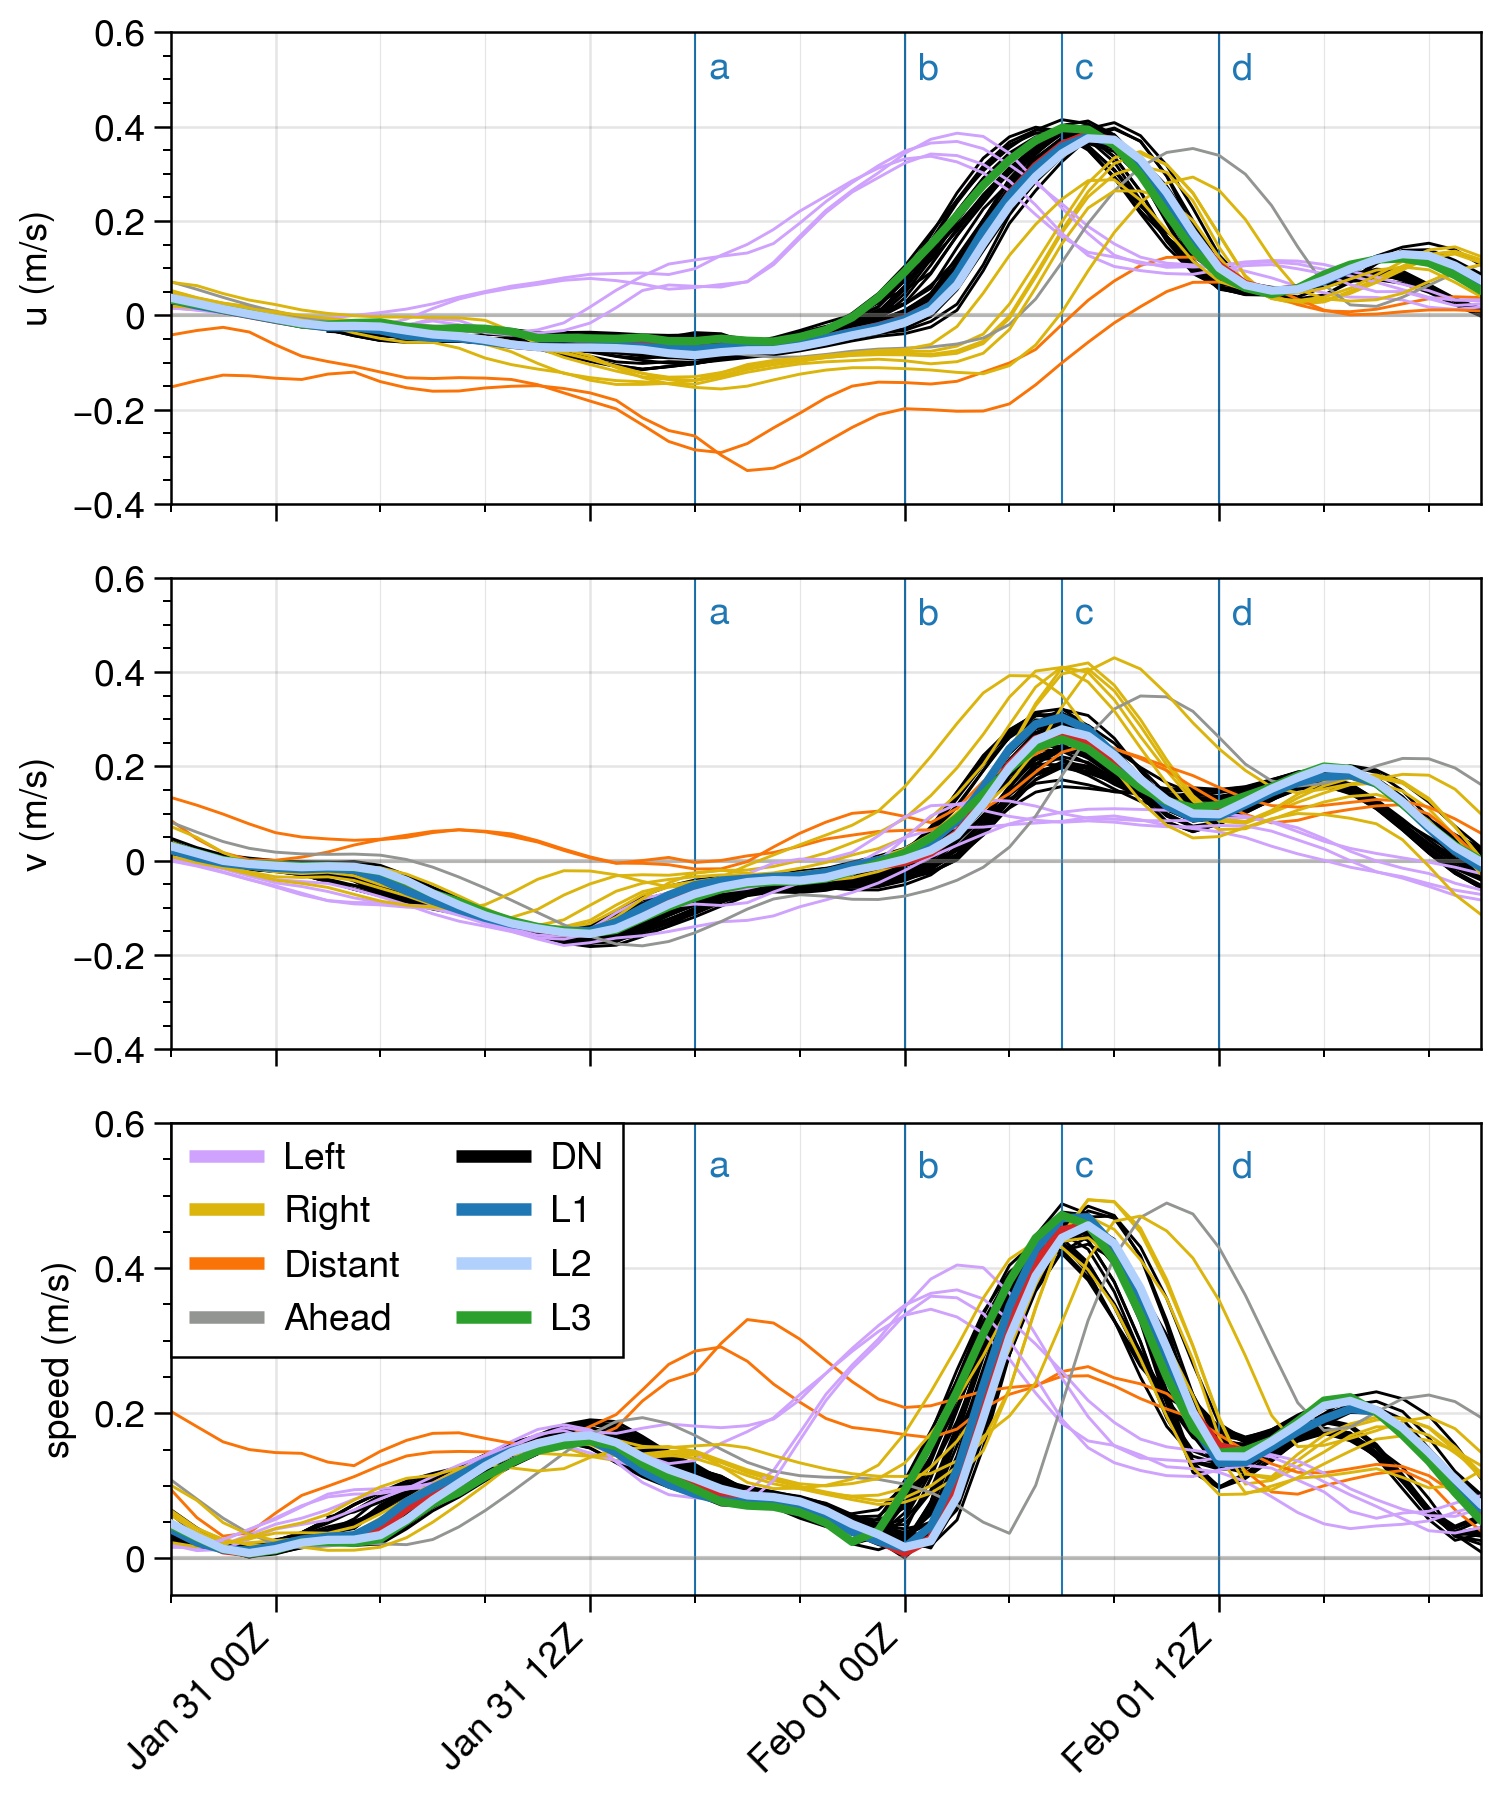 0.6
0.4
0.2
0
−0.2
−0.4
u (m/s)
a
b
c
d
0.6
0.4
0.2
0
−0.2
−0.4
v (m/s)
a
b
c
d
0.6
0.4
0.2
0
speed (m/s)
Left
Right
Distant
Ahead
DN
L1
L2
L3
a
b
c
d
Jan 31 00Z
Jan 31 12Z
Feb 01 00Z
Feb 01 12Z